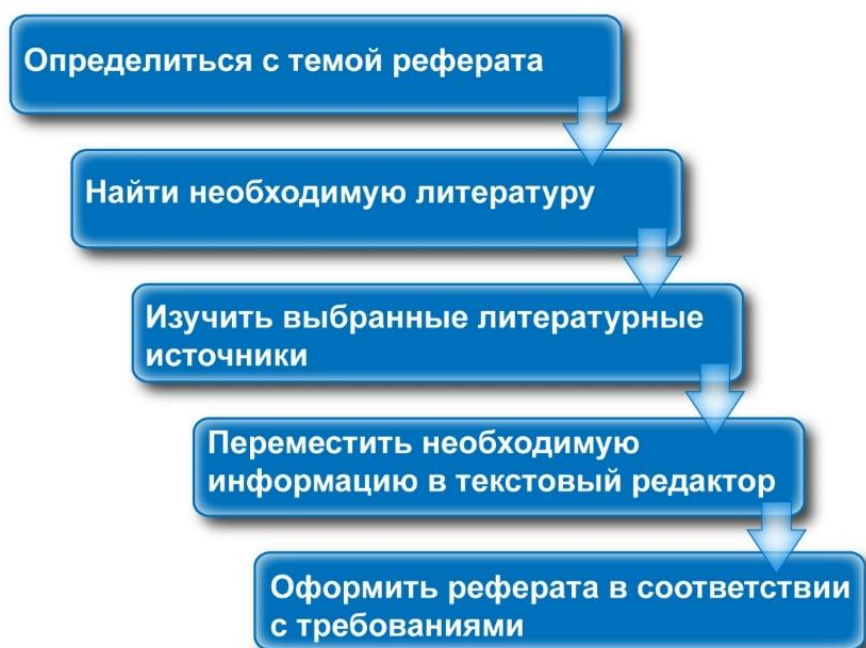 Определиться с темой реферата
Найти необходимую литературу
Изучить выбранные литературные
источники
Переместить необходимую
информацию в текстовый редактор
Оформить реферата в соответствии
с требованиями